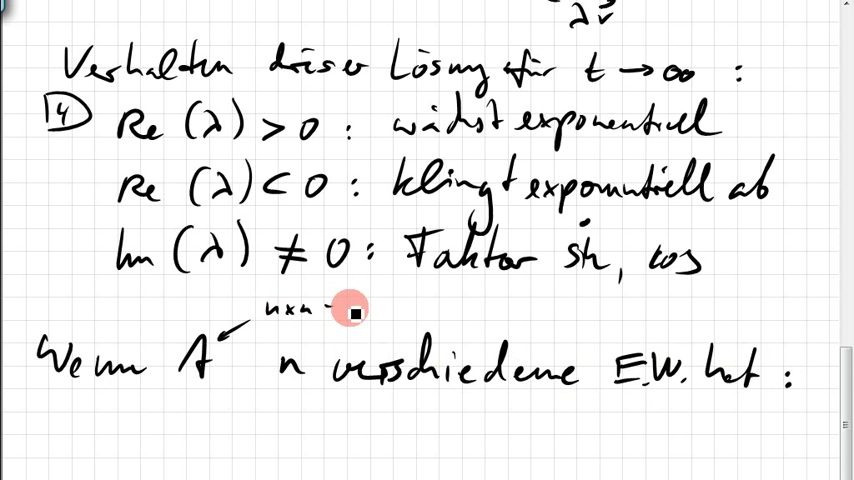 λ v⃗
Verhalten dieser Lösung für t → ∞ :
14 Re (λ) > 0 : wächst exponentiell
Re (λ) < 0 : klingt exponentiell ab
Im (λ) ≠ 0 : Faktor sin, cos
n×n -
Wenn A n verschiedene E.W. hat :